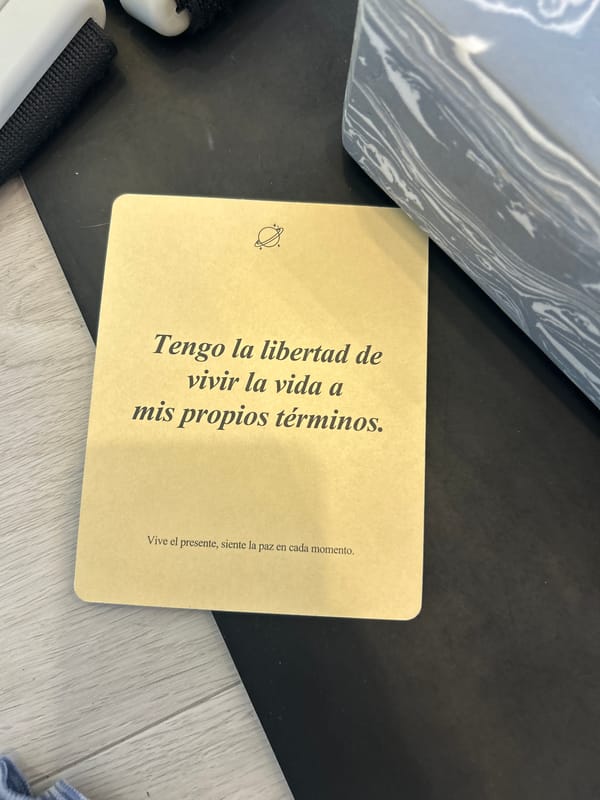 Tengo la libertad de
vivir la vida a
mis propios términos.
Vive el presente, siente la paz en cada momento.